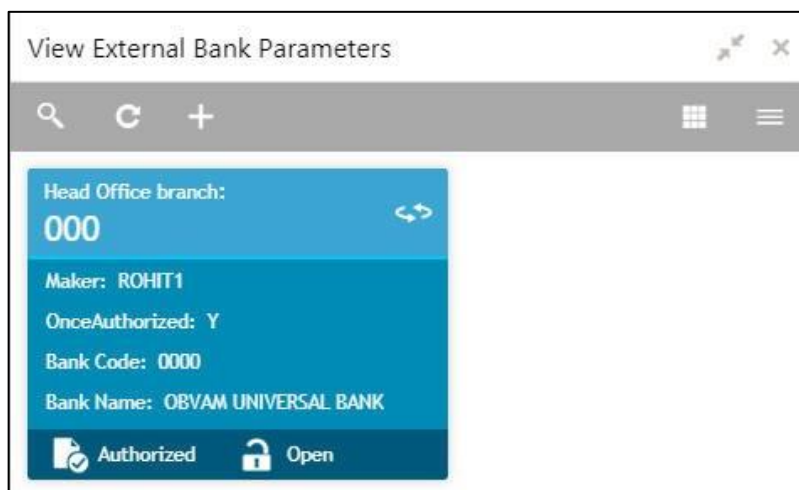 View External Bank Parameters
Head Office branch:
000
Maker: ROHIT1
OnceAuthorized: Y
Bank Code: 0000
Bank Name: OBVAM UNIVERSAL BANK
Authorized Open